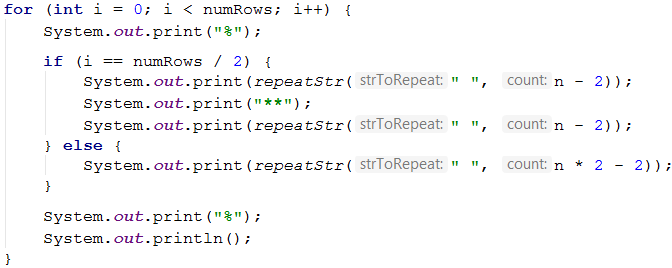 for (int i = 0; i < numRows; i++) {
    System.out.print("%");
    if (i == numRows / 2) {
        System.out.print(repeatStr( strToRepeat: " ", count: n - 2));
        System.out.print("**");
        System.out.print(repeatStr( strToRepeat: " ", count: n - 2));
    } else {
        System.out.print(repeatStr( strToRepeat: " ", count: n * 2 - 2));
    }
    System.out.print("%");
    System.out.println();
}